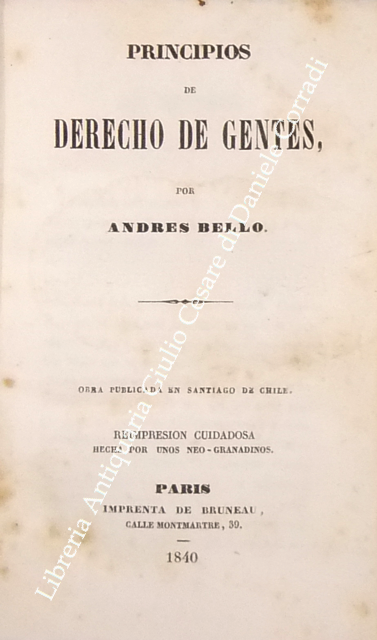 PRINCIPIOS
DE
DERECHO DE GENTES,
POR
ANDRES BELLO.
OBRA PUBLICADA EN SANTIAGO DE CHILE.
REIMPRESION CUIDADOSA
HECHA POR UNOS NEO-GRANADINOS.
PARIS
IMPRENTA DE BRUNEAU,
CALLE MONTMARTRE, 39.
1840
Libreria Antiquaria Giulio Cesare di Daniele Corradi